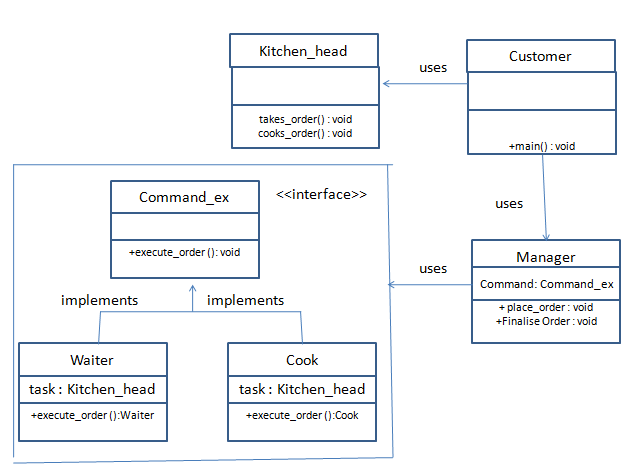 Kitchen_head
takes_order() : void
cooks_order() : void
uses
Customer
+main() : void
uses
Command_ex
+execute_order (): void
<<interface>>
uses
Manager
Command: Command_ex
+ place_order : void
+Finalise Order : void
implements
implements
Waiter
task : Kitchen_head
+execute_order ():Waiter
Cook
task : Kitchen_head
+execute_order ():Cook